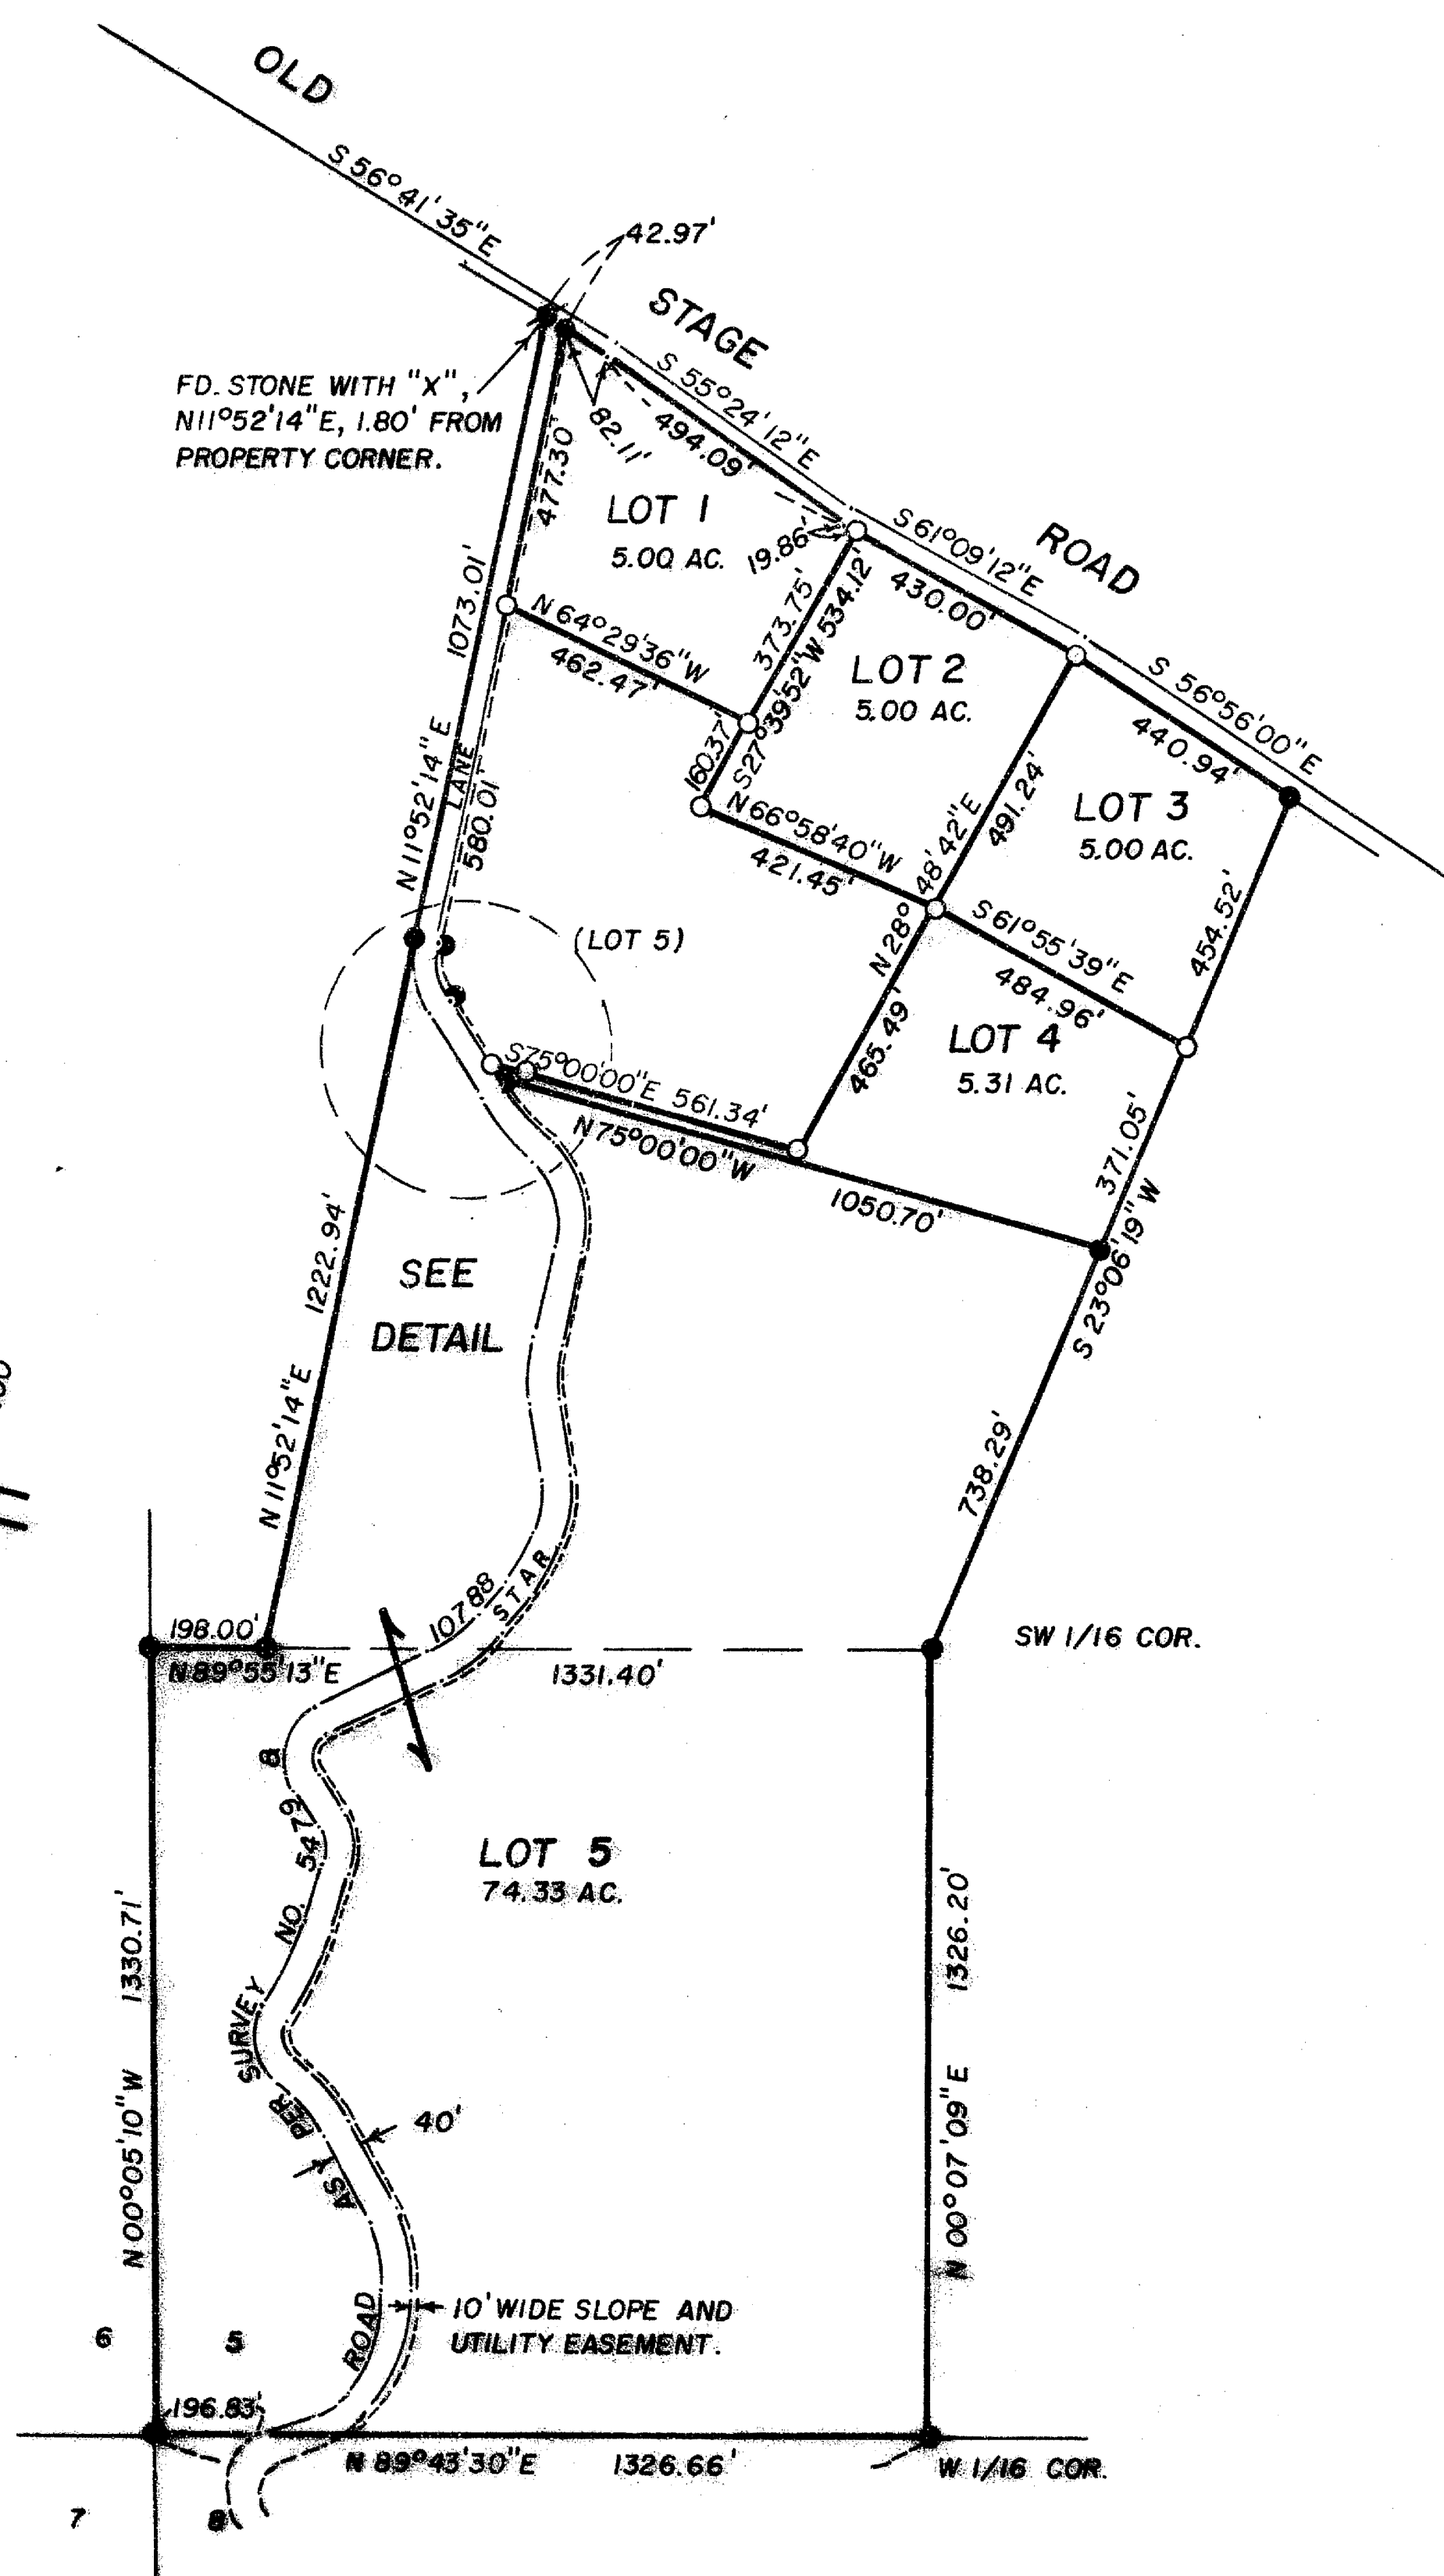 OLD
S 56°41'35"E
42.97'
STAGE
FD. STONE WITH "X",
N11°52'14"E, 1.80' FROM
PROPERTY CORNER.
S 55°24'12"E
82.11'
494.09'
477.30'
LOT 1
5.00 AC.
19.86'
S 61°09'12"E
ROAD
430.00'
1073.01'
N 64°29'36"W
462.47'
373.75'
S27°39'52"W 534.12'
LOT 2
5.00 AC.
S 56°56'00"E
440.94'
N 11°52'14"E
LANE
580.01'
160.37'
N 66°58'40"W
421.45'
N 28° 48'42"E
491.24'
LOT 3
5.00 AC.
454.52'
(LOT 5)
S 61°55'39"E
484.96'
465.49'
LOT 4
5.31 AC.
S75°00'00"E 561.34'
N 75°00'00"W
1050.70'
371.05'
S 23°06'19"W
SEE
DETAIL
1222.94'
N 11°52'14"E
738.29'
STAR
10788
198.00'
N 89°55'13"E
1331.40'
SW 1/16 COR.
8
NO. 5479
LOT 5
74.33 AC.
N 00°05'10"W 1330.71'
N 00°07'09"E 1326.20'
SURVEY
PER
AS
40'
ROAD
10' WIDE SLOPE AND
UTILITY EASEMENT.
6
5
196.83'
N 89°43'30"E 1326.66'
W 1/16 COR.
7
8